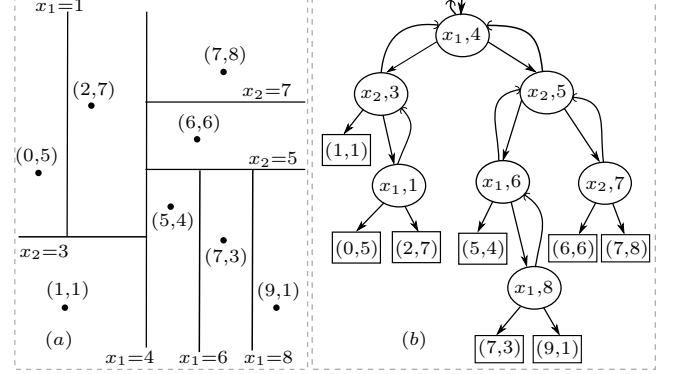 x₁=1
(7,8)
(2,7)
x₂=7
(6,6)
(0,5)
x₂=5
(5,4)
(7,3)
x₂=3
(1,1)
(9,1)
(a)
x₁=4
x₁=6
x₁=8
x₁,4
x₂,3
x₂,5
(1,1)
x₁,1
x₁,6
x₂,7
(0,5)
(2,7)
(5,4)
(6,6)
(7,8)
x₁,8
(b)
(7,3)
(9,1)